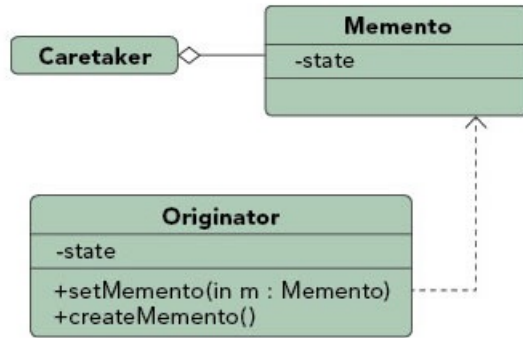 Memento
Caretaker
-state
Originator
-state
+setMemento(in m : Memento)
+createMemento()